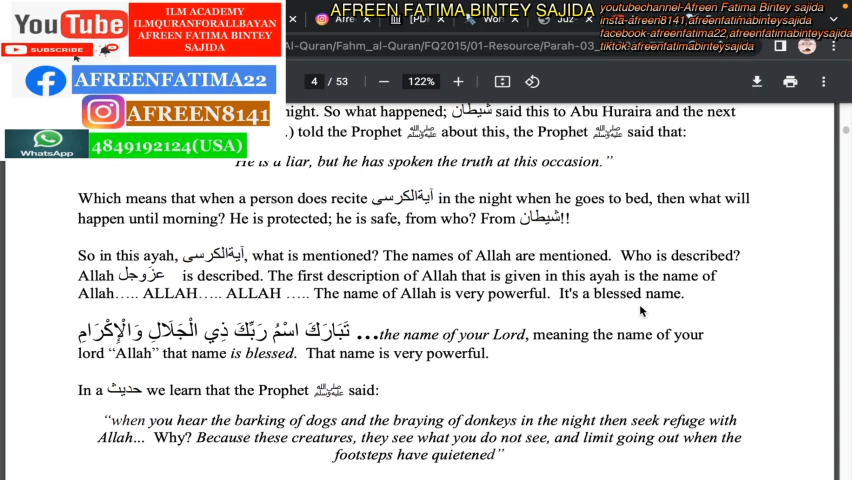 AFREEN FATIMA BINTEY SAJIDA
youtubechannel-Afreen Fatima Bintey sajida
insta-afreen8141,afreenfatimabinteysajida
facebook-afreenfatima22,afreenfatimabinteysajida
tiktok-afreenfatimabinteysajida
YouTube
SUBSCRIBE
ILM ACADEMY
ILMQURANFORALLBAYAN
AFREEN FATIMA BINTEY
SAJIDA
AFREENFATIMA22
AFREEN8141
WhatsApp
4849192124(USA)
Al-Quran/Fahm_al-Quran/FQ2015/01-Resource/Parah-03_
4 / 53
122%
night. So what happened; شيطان said this to Abu Huraira and the next
told the Prophet ﷺ about this, the Prophet ﷺ said that:
He is a liar, but he has spoken the truth at this occasion.”
Which means that when a person does recite آيةالكرسى in the night when he goes to bed, then what will
happen until morning? He is protected; he is safe, from who? From شيطان!!
So in this ayah, آيةالكرسى, what is mentioned? The names of Allah are mentioned. Who is described?
Allah عزّوجل is described. The first description of Allah that is given in this ayah is the name of
Allah….. ALLAH….. ALLAH ….. The name of Allah is very powerful. It's a blessed name.
تَبَارَكَ اسْمُ رَبِّكَ ذِي الْجَلَالِ وَالْإِكْرَامِ …the name of your Lord, meaning the name of your
lord “Allah” that name is blessed. That name is very powerful.
In a حديث we learn that the Prophet ﷺ said:
“when you hear the barking of dogs and the braying of donkeys in the night then seek refuge with
Allah... Why? Because these creatures, they see what you do not see, and limit going out when the
footsteps have quietened”